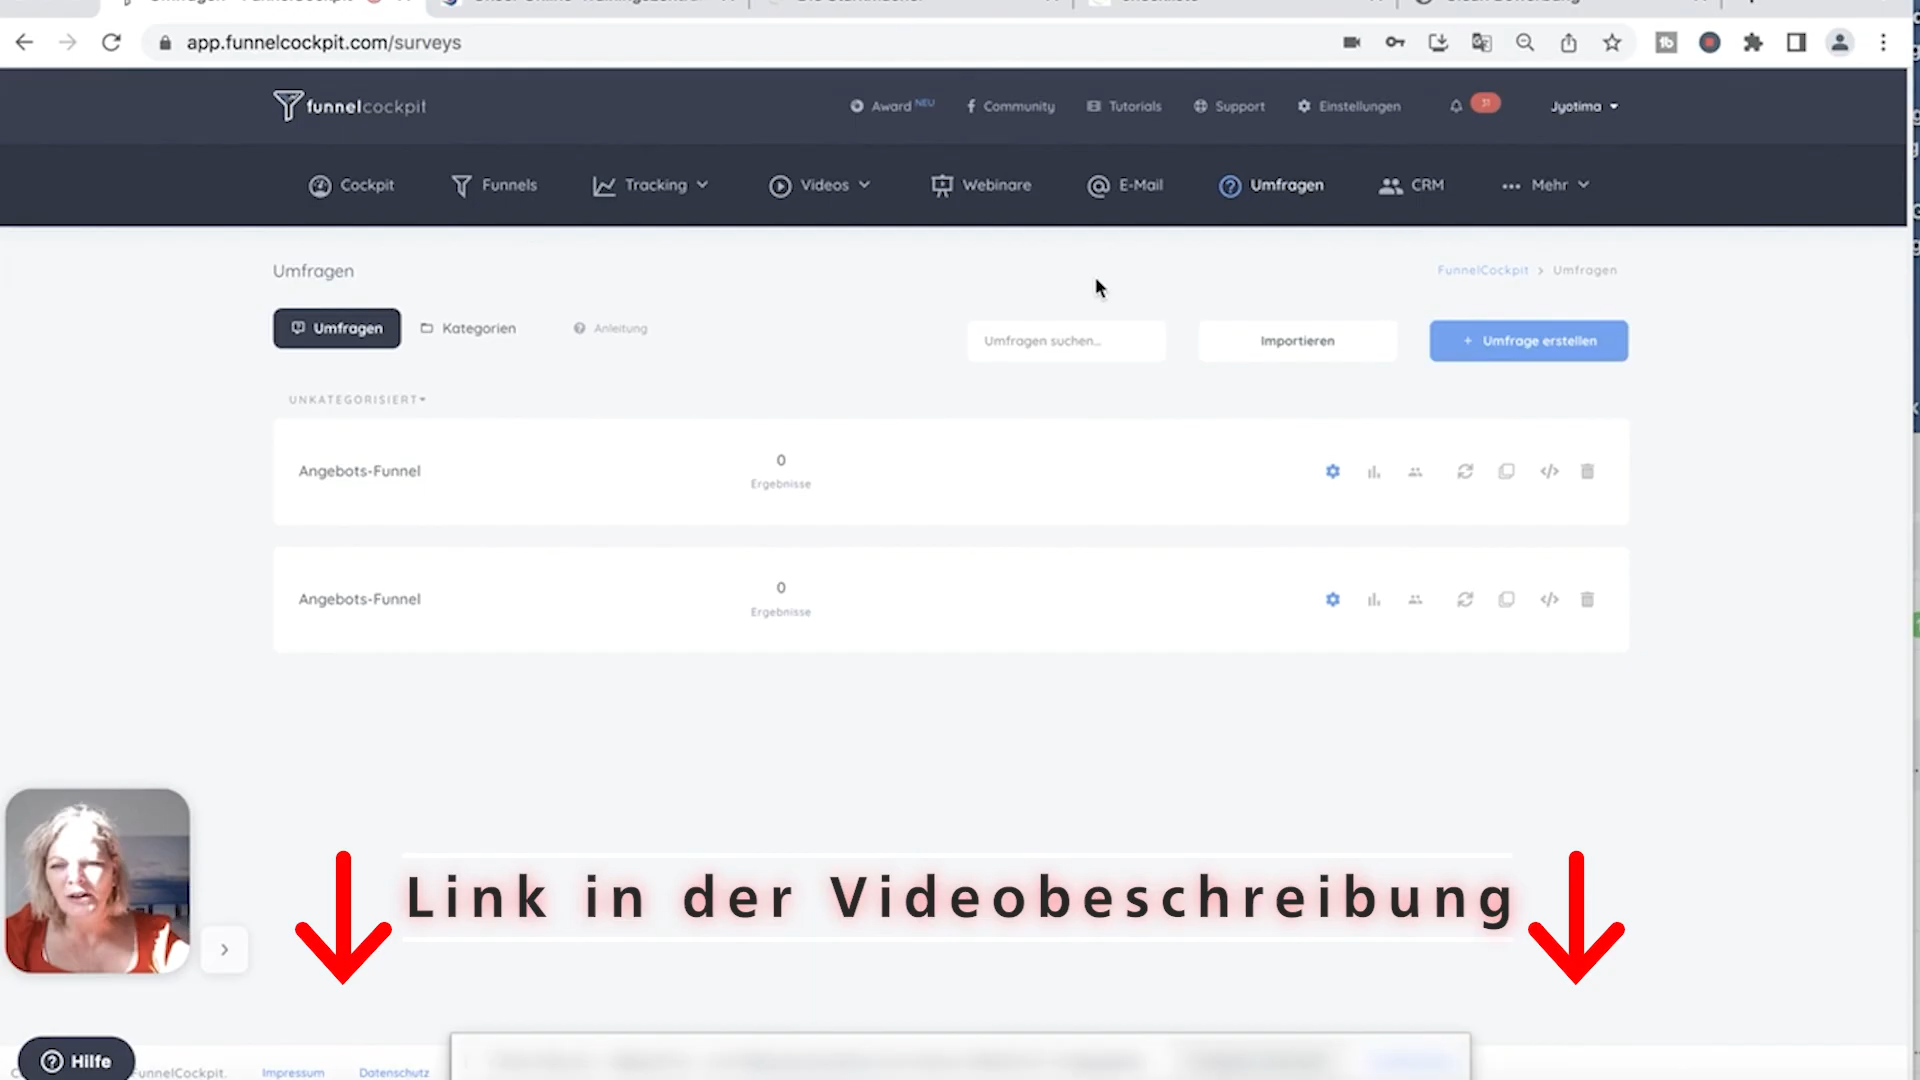 app.funnelcockpit.com/surveys
funnelcockpit
Award NEU
Community
Tutorials
Support
Einstellungen
31
Jyotima
Cockpit
Funnels
Tracking
Videos
Webinare
E-Mail
Umfragen
CRM
Mehr
Umfragen
FunnelCockpit > Umfragen
Umfragen
Kategorien
Anleitung
Umfragen suchen...
Importieren
+ Umfrage erstellen
UNKATEGORISIERT
Angebots-Funnel
0
Ergebnisse
Angebots-Funnel
0
Ergebnisse
Link in der Videobeschreibung
Hilfe
Impressum
Datenschutz